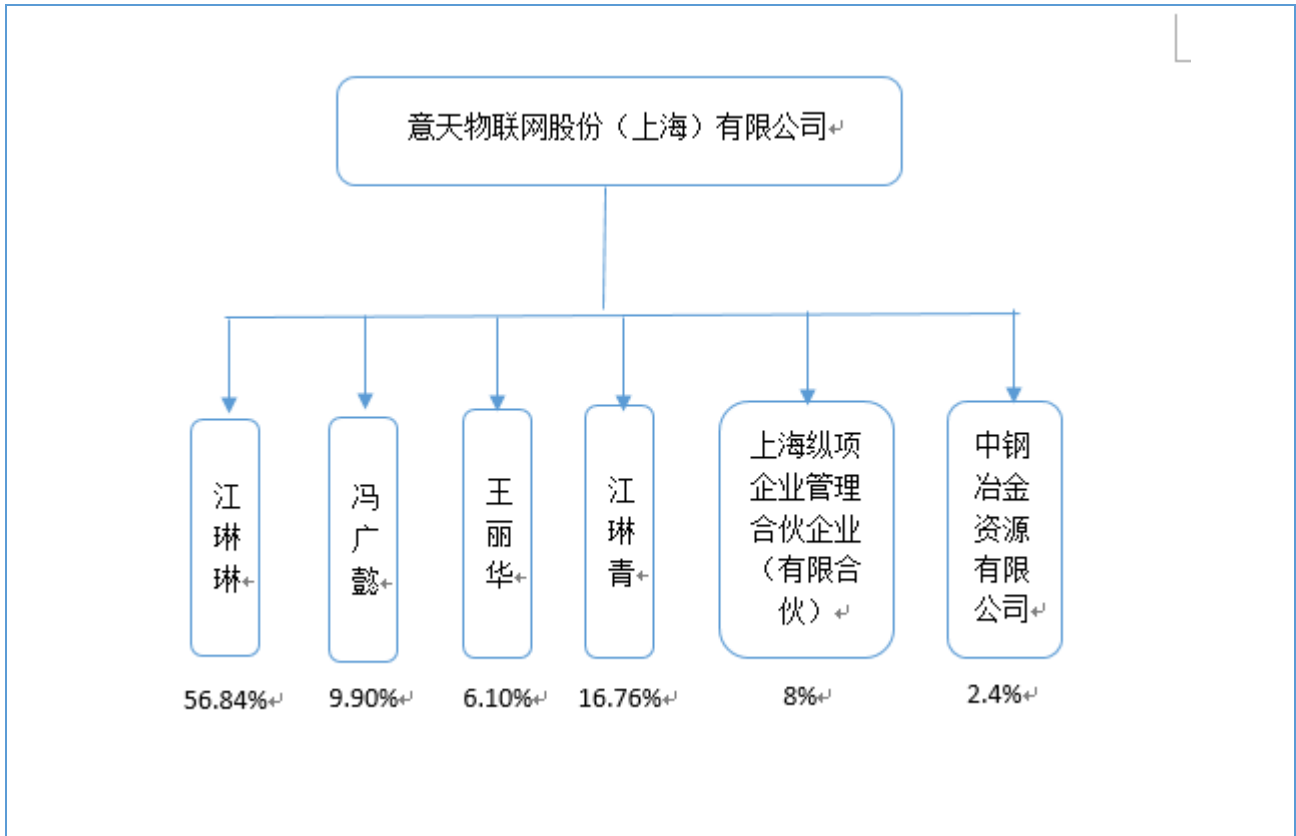 意天物联网股份（上海）有限公司
江
琳
琳
冯
广
懿
王
丽
华
江
琳
青
上海纵项
企业管理
合伙企业
（有限合
伙）
中钢
冶金
资源
有限
公司
56.84%
9.90%
6.10%
16.76%
8%
2.4%